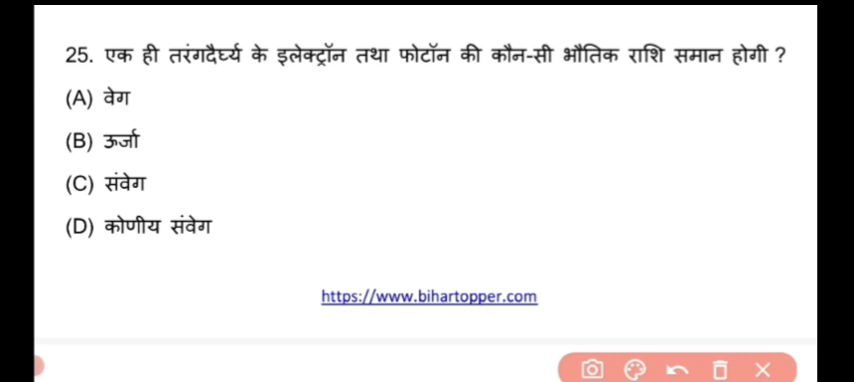 25. एक ही तरंगदैर्घ्य के इलेक्ट्रॉन तथा फोटॉन की कौन-सी भौतिक राशि समान होगी ?
(A) वेग
(B) ऊर्जा
(C) संवेग
(D) कोणीय संवेग
https://www.bihartopper.com